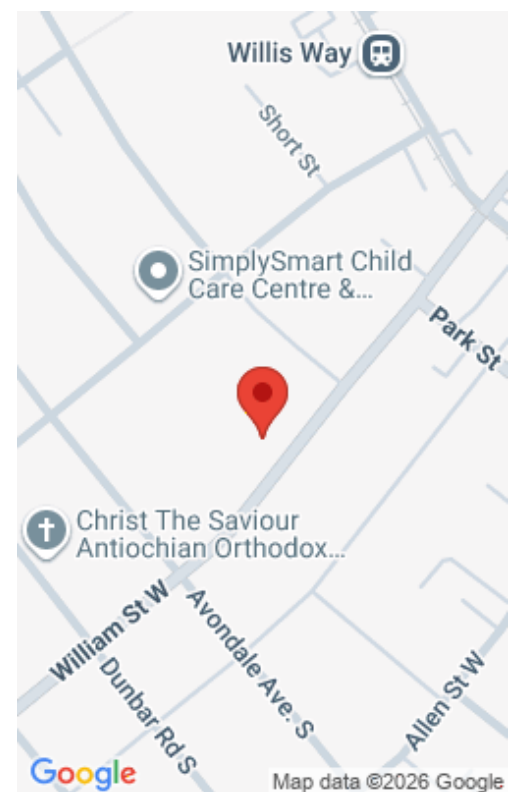 Willis Way
Short St
SimplySmart Child
Care Centre &...
Park St
Christ The Saviour
Antiochian Orthodox...
William St W
Avondale Ave. S
Dunbar Rd S
Allen St W
Google
Map data ©2026 Google